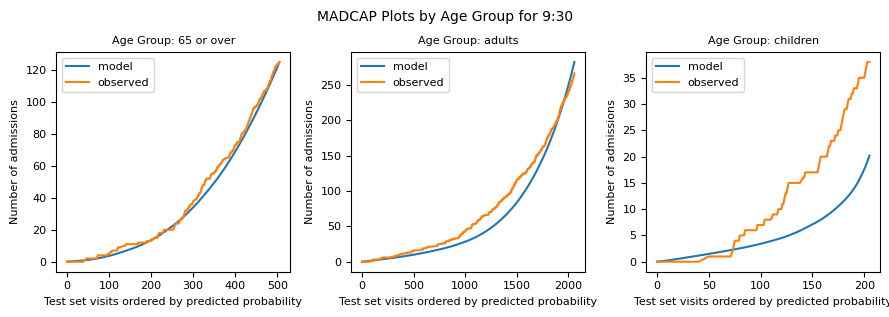 MADCAP Plots by Age Group for 9:30
Age Group: 65 or over
model
observed
Number of admissions
0
20
40
60
80
100
120
0
100
200
300
400
500
Test set visits ordered by predicted probability
Age Group: adults
model
observed
Number of admissions
0
50
100
150
200
250
0
500
1000
1500
2000
Test set visits ordered by predicted probability
Age Group: children
model
observed
Number of admissions
0
5
10
15
20
25
30
35
0
50
100
150
200
Test set visits ordered by predicted probability